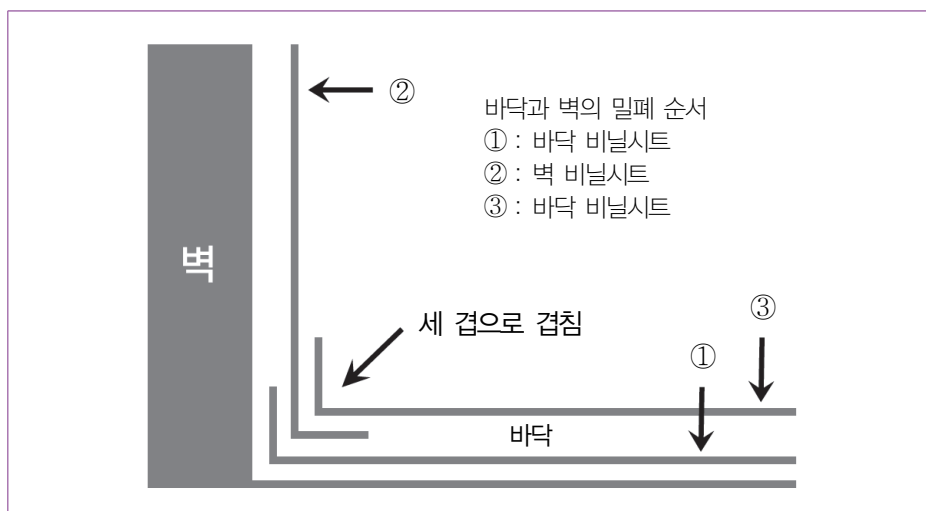 ②
바닥과 벽의 밀폐 순서
① : 바닥 비닐시트
② : 벽 비닐시트
③ : 바닥 비닐시트
벽
세 겹으로 겹침
③
①
바닥